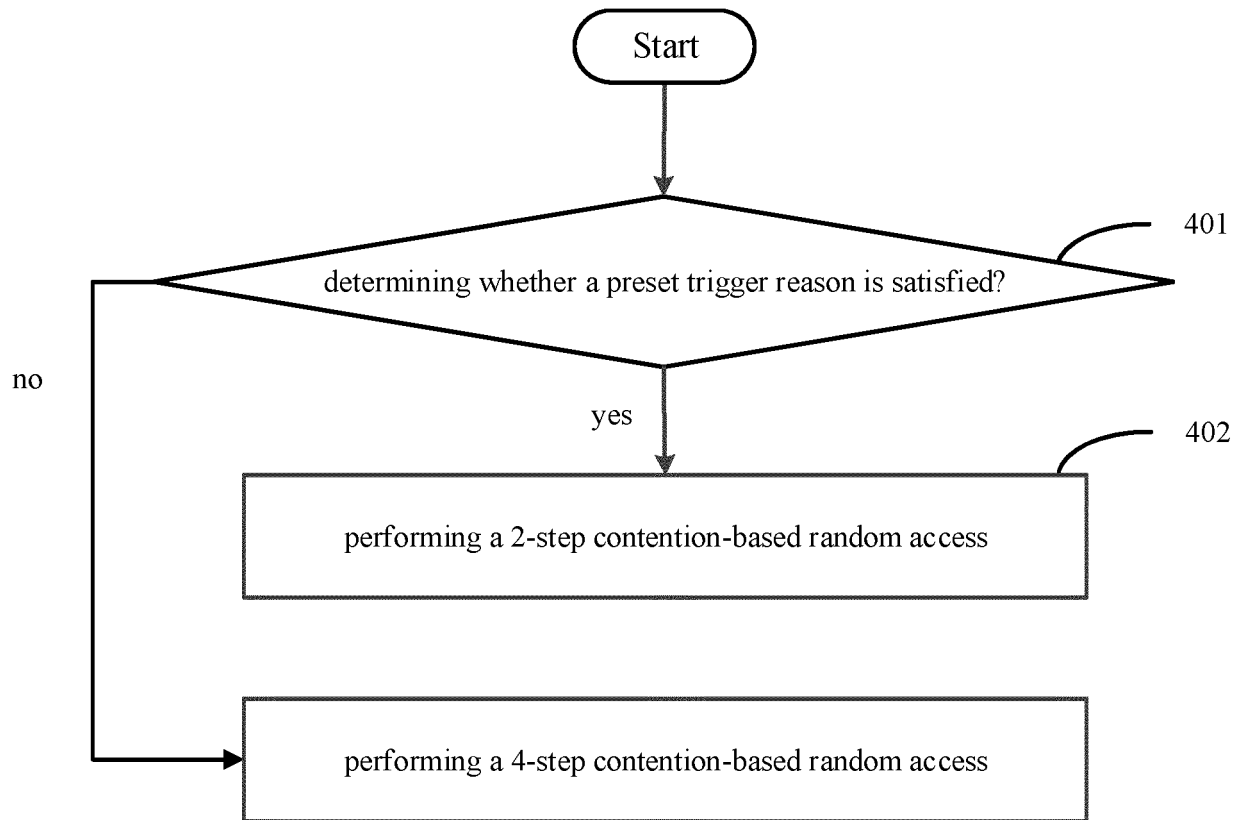 Start
401
determining whether a preset trigger reason is satisfied?
no
yes
402
performing a 2-step contention-based random access
performing a 4-step contention-based random access